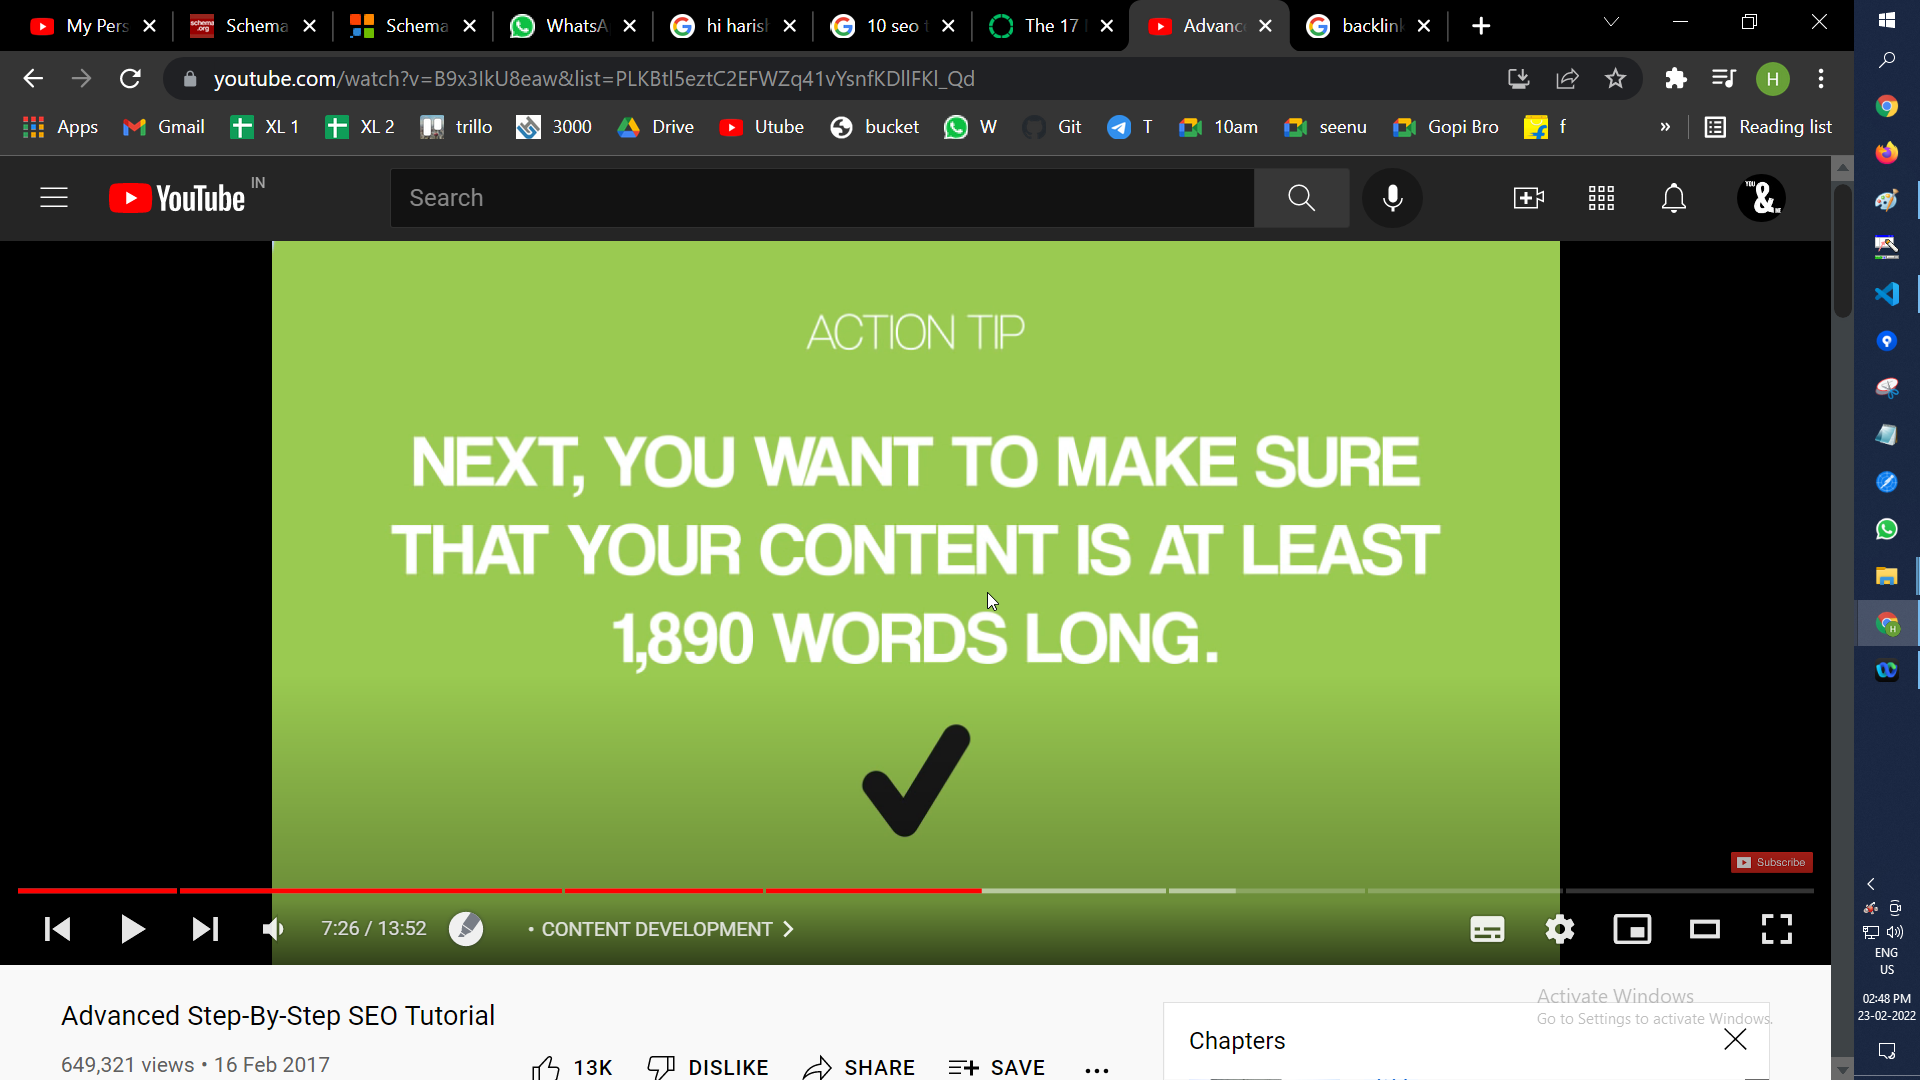 My Pers
Schema
Schema
WhatsA
hi harish
10 seo t
The 17
Advanc
backlink
youtube.com/watch?v=B9x3IkU8eaw&list=PLKBtl5eztC2EFWZq41vYsnfKDllFKl_Qd
H
Apps
Gmail
XL 1
XL 2
trillo
3000
Drive
Utube
bucket
W
Git
T
10am
seenu
Gopi Bro
f
»
Reading list
YouTube IN
Search
ACTION TIP
NEXT, YOU WANT TO MAKE SURE
THAT YOUR CONTENT IS AT LEAST
1,890 WORDS LONG.
Subscribe
7:26 / 13:52
• CONTENT DEVELOPMENT
Advanced Step-By-Step SEO Tutorial
649,321 views • 16 Feb 2017
13K
DISLIKE
SHARE
SAVE
Chapters
Activate Windows
Go to Settings to activate Windows.
ENG
US
02:48 PM
23-02-2022